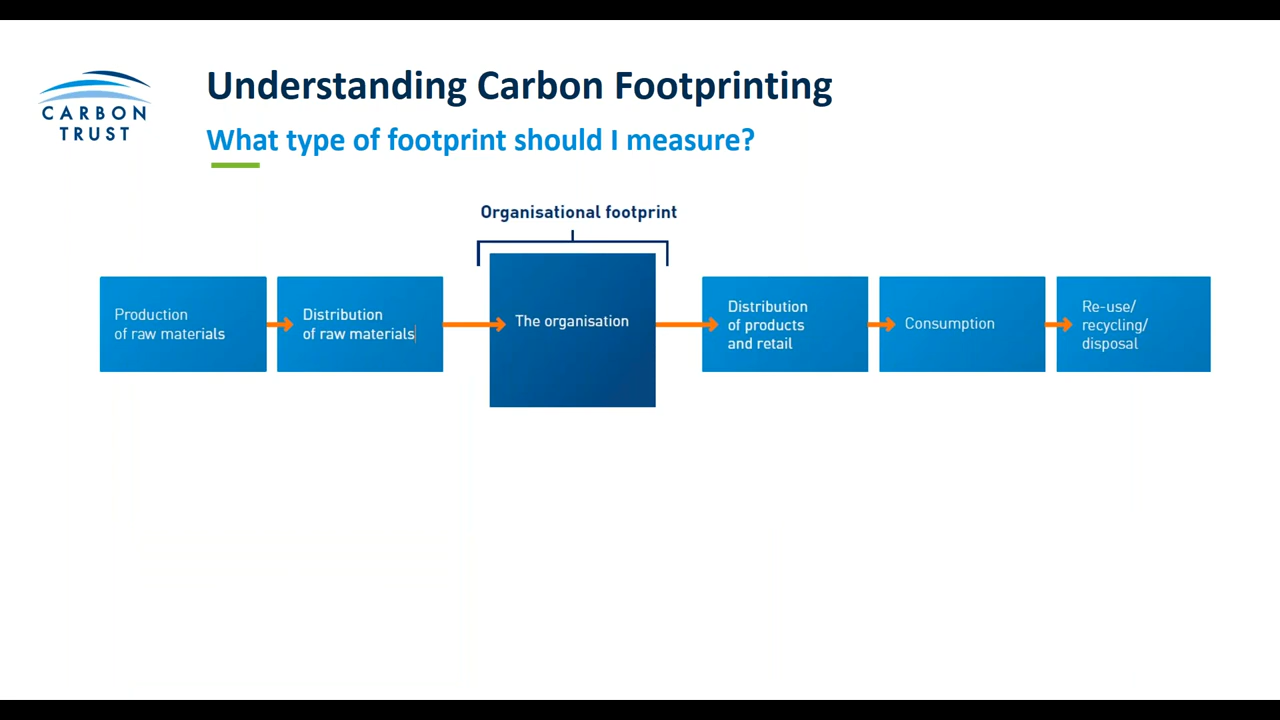 CARBON
TRUST
Understanding Carbon Footprinting
What type of footprint should I measure?
Organisational footprint
Production
of raw materials
Distribution
of raw materials
The organisation
Distribution
of products
and retail
Consumption
Re-use/
recycling/
disposal